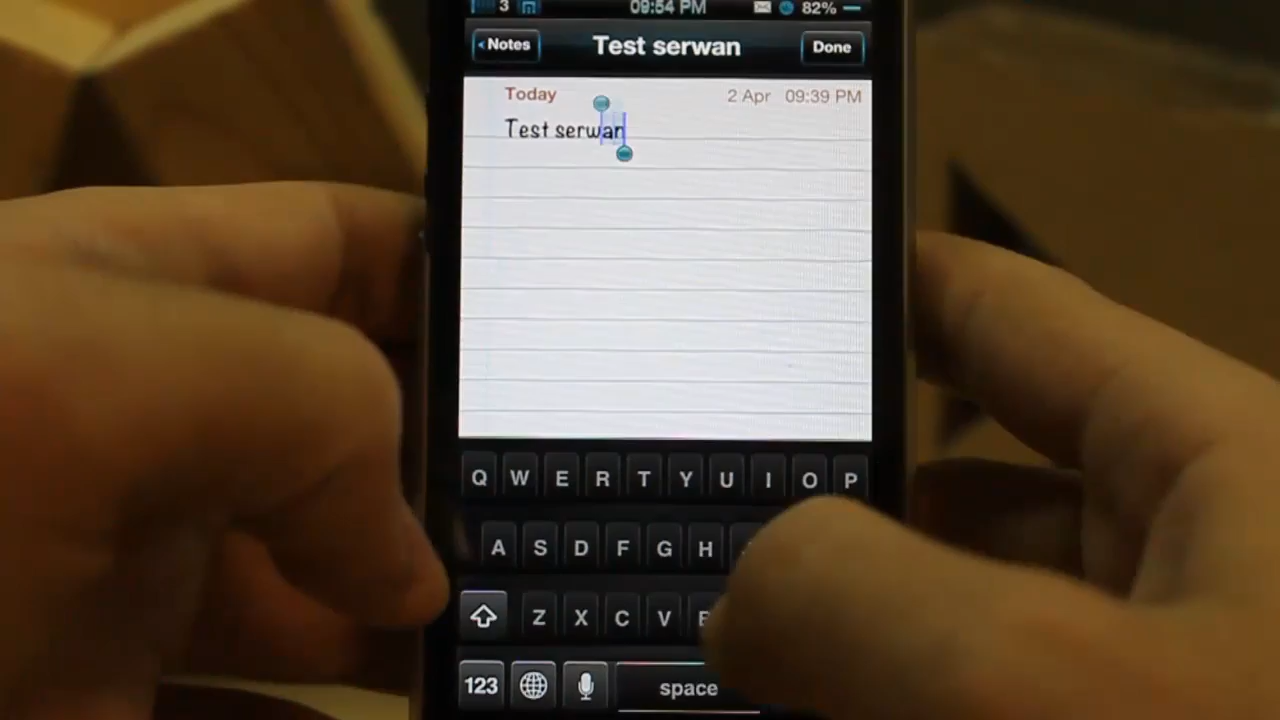 3 09:54 PM 82%
Notes Test serwan Done
Today 2 Apr 09:39 PM
Test serwan
Q W E R T Y U I O P
A S D F G H
Z X C V
123 space